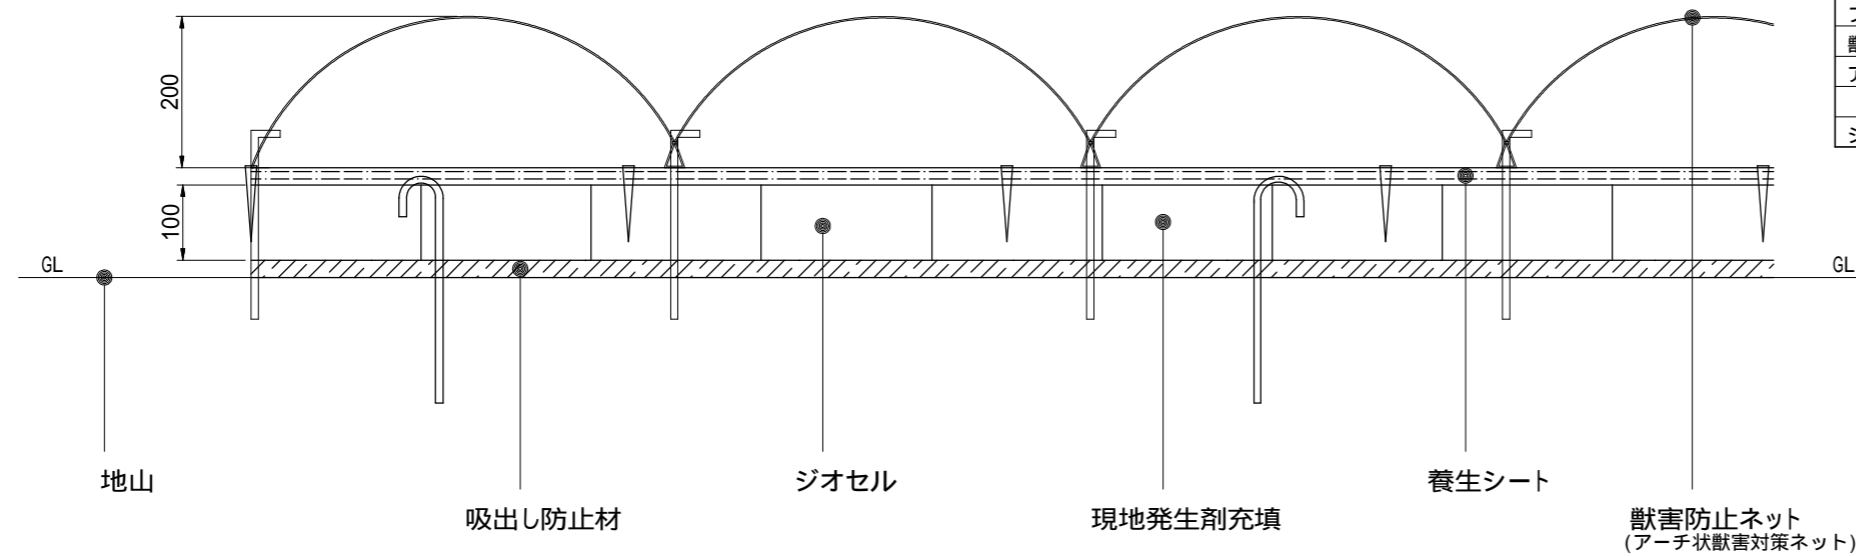 200
100
GL
GL
地山
ジオセル
養生シート
吸出し防止材
現地発生剤充填
獣害防止ネット
(アーチ状獣害対策ネット)